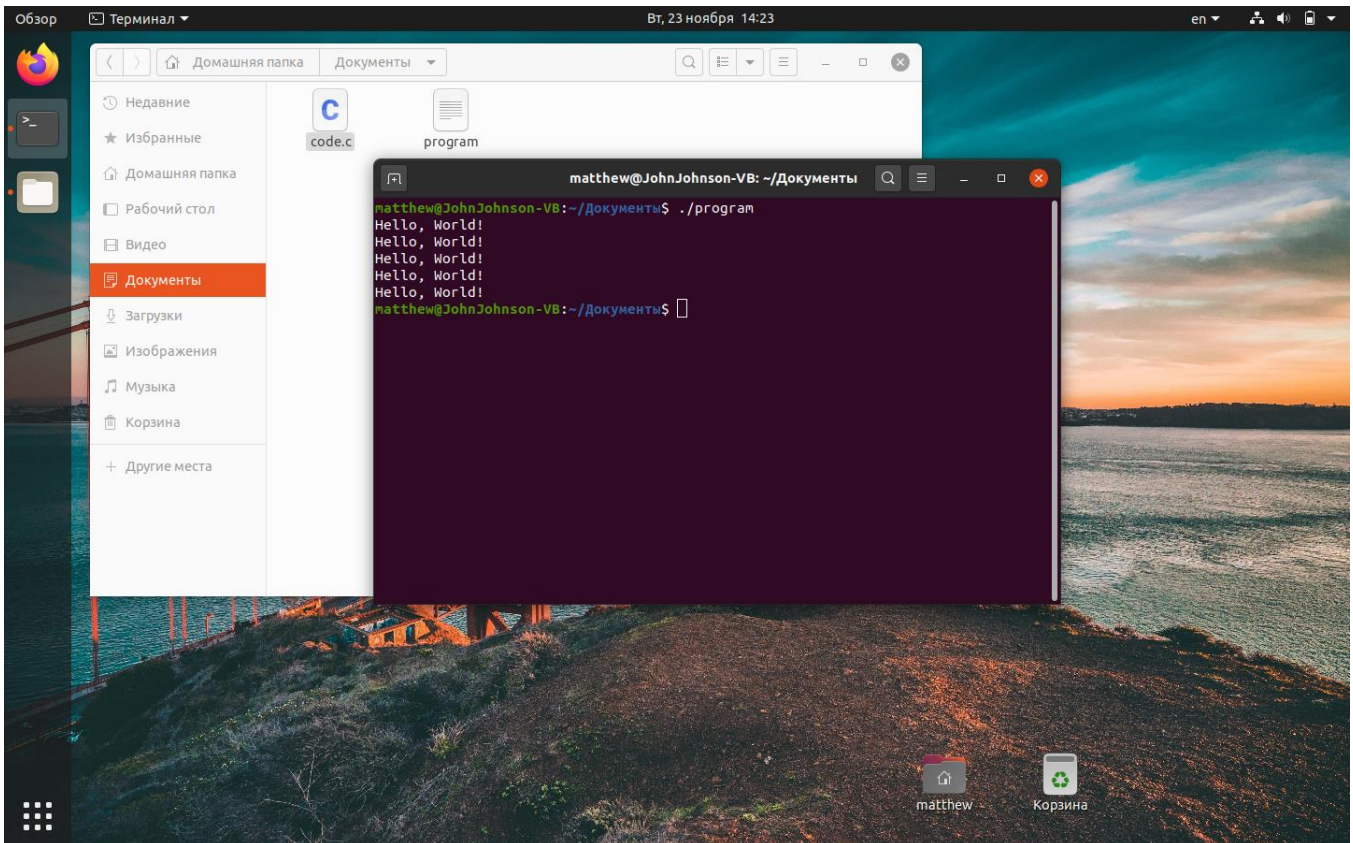 Обзор
Терминал
Вт, 23 ноября 14:23
en
Домашняя папка
Документы
Недавние
Избранные
Домашняя папка
Рабочий стол
Видео
Документы
Загрузки
Изображения
Музыка
Корзина
+ Другие места
C
code.c
program
matthew@JohnJohnson-VB: ~/Документы
matthew@JohnJohnson-VB:~/Документы$ ./program
Hello, World!
Hello, World!
Hello, World!
Hello, World!
Hello, World!
matthew@JohnJohnson-VB:~/Документы$
matthew
Корзина